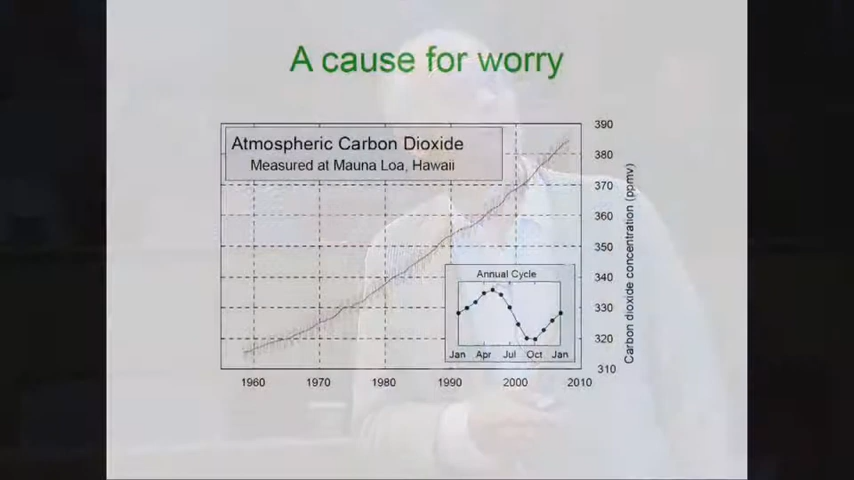 A cause for worry
Atmospheric Carbon Dioxide
Measured at Mauna Loa, Hawaii
390
380
370
360
350
340
330
320
310
Carbon dioxide concentration (ppmv)
Annual Cycle
Jan Apr Jul Oct Jan
1960 1970 1980 1990 2000 2010